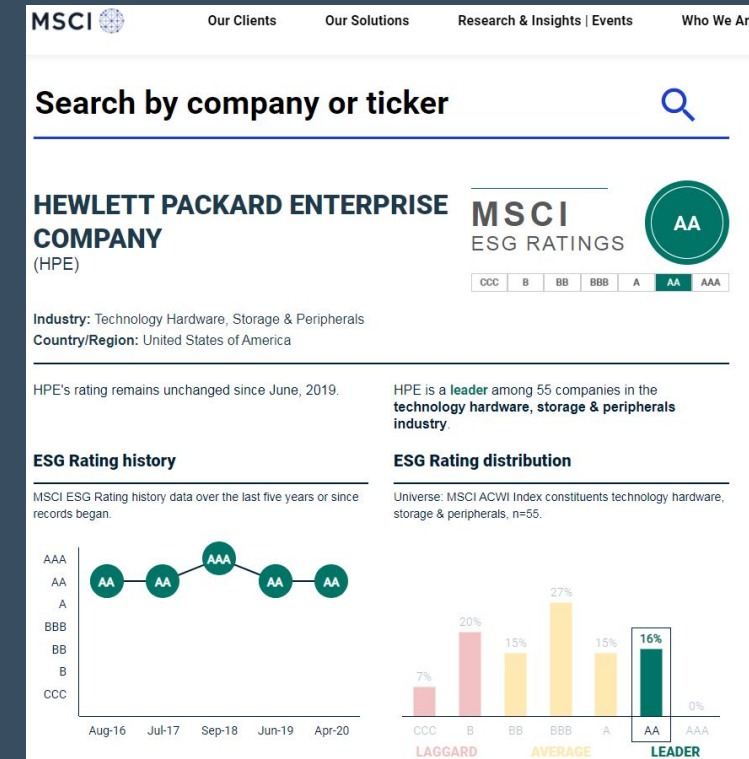 MSCI
Our Clients
Our Solutions
Research & Insights | Events
Who We Ar
Search by company or ticker
HEWLETT PACKARD ENTERPRISE
COMPANY
(HPE)
MSCI
ESG RATINGS
AA
CCC B BB BBB A AA AAA
Industry: Technology Hardware, Storage & Peripherals
Country/Region: United States of America
HPE's rating remains unchanged since June, 2019.
HPE is a leader among 55 companies in the
technology hardware, storage & peripherals
industry.
ESG Rating history
MSCI ESG Rating history data over the last five years or since
records began.
AAA
AA
A
BBB
BB
B
CCC
AA AA AAA AA AA
Aug-16 Jul-17 Sep-18 Jun-19 Apr-20
ESG Rating distribution
Universe: MSCI ACWI Index constituents technology hardware,
storage & peripherals, n=55.
7% 20% 15% 27% 15% 16% 0%
CCC B BB BBB A AA AAA
LAGGARD AVERAGE LEADER